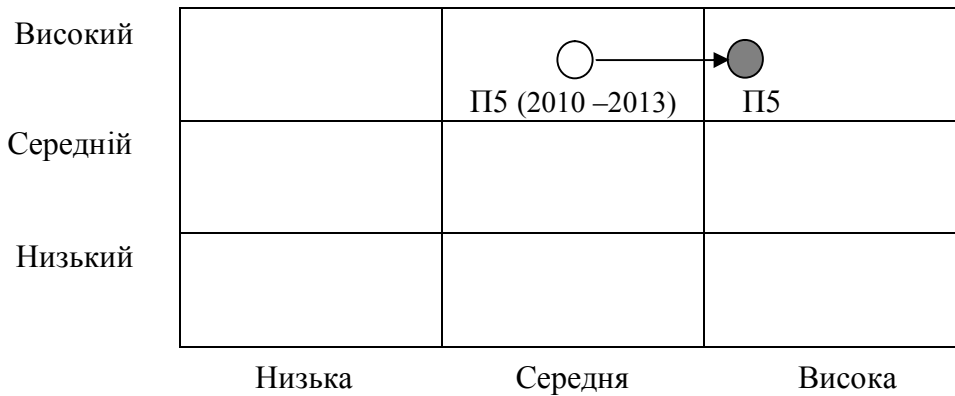 Високий
П5 (2010 –2013) П5
Середній
Низький
Низька Середня Висока